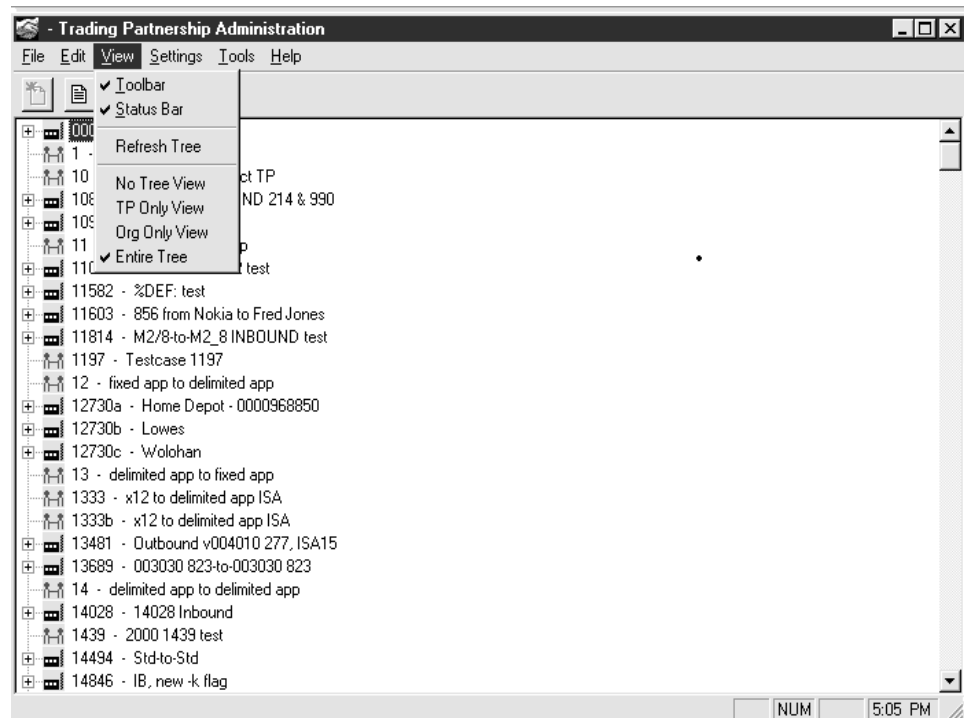 - Trading Partnership Administration
File Edit View Settings Tools Help
Toolbar
Status Bar
Refresh Tree
No Tree View
TP Only View
Org Only View
Entire Tree
1 -
10 ct TP
ND 214 & 990
11 p
test
11582 - %DEF: test
11603 - 856 from Nokia to Fred Jones
11814 - M2/8-to-M2_8 INBOUND test
1197 - Testcase 1197
12 - fixed app to delimited app
12730a - Home Depot - 0000968850
12730b - Lowes
12730c - Wolohan
13 - delimited app to fixed app
1333 - x12 to delimited app ISA
1333b - x12 to delimited app ISA
13481 - Outbound v004010 277, ISA15
13689 - 003030 823-to-003030 823
14 - delimited app to delimited app
14028 - 14028 Inbound
1439 - 2000 1439 test
14494 - Std-to-Std
14846 - IB, new -k flag
NUM 5:05 PM